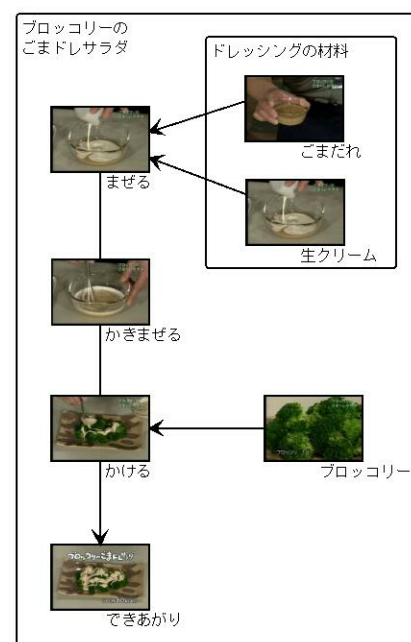 ブロッコリーの
ごまドレサラダ
ドレッシングの材料
ごまだれ
まぜる
生クリーム
かきまぜる
かける
ブロッコリー
できあがり